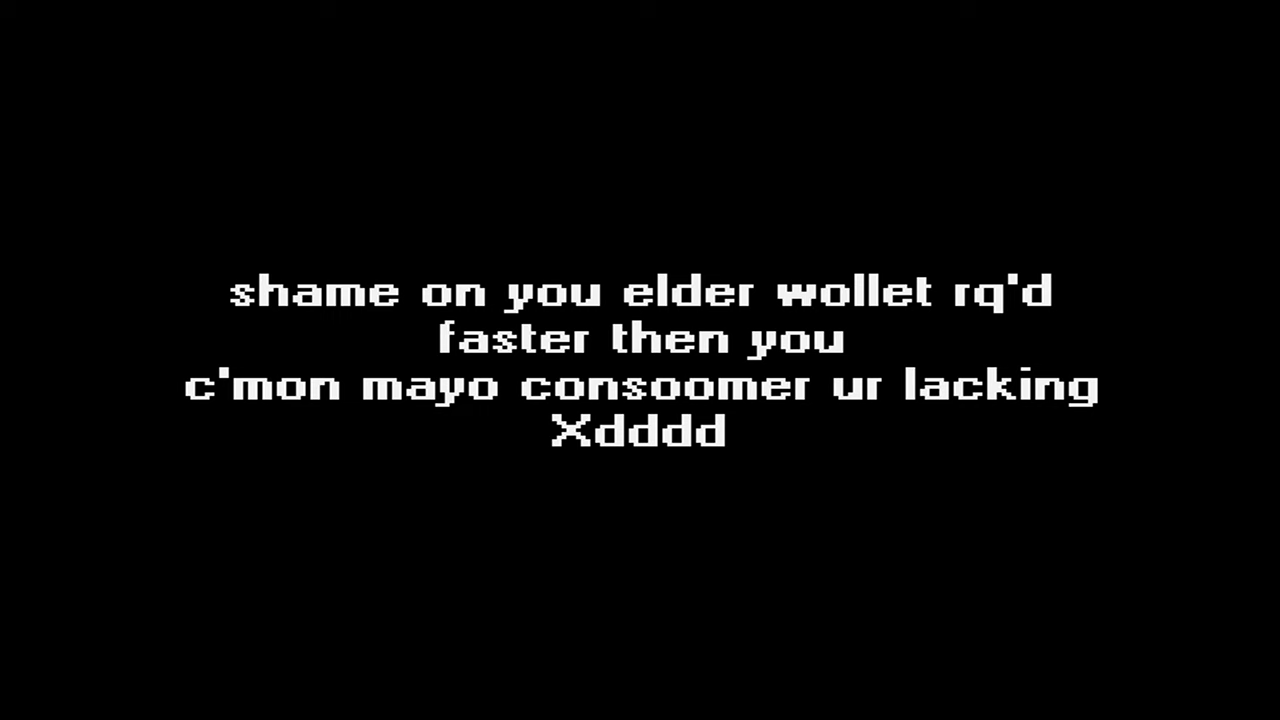 shame on you elder wollet rq'd
faster then you
c'mon mayo consoomer ur lacking
Xdddd